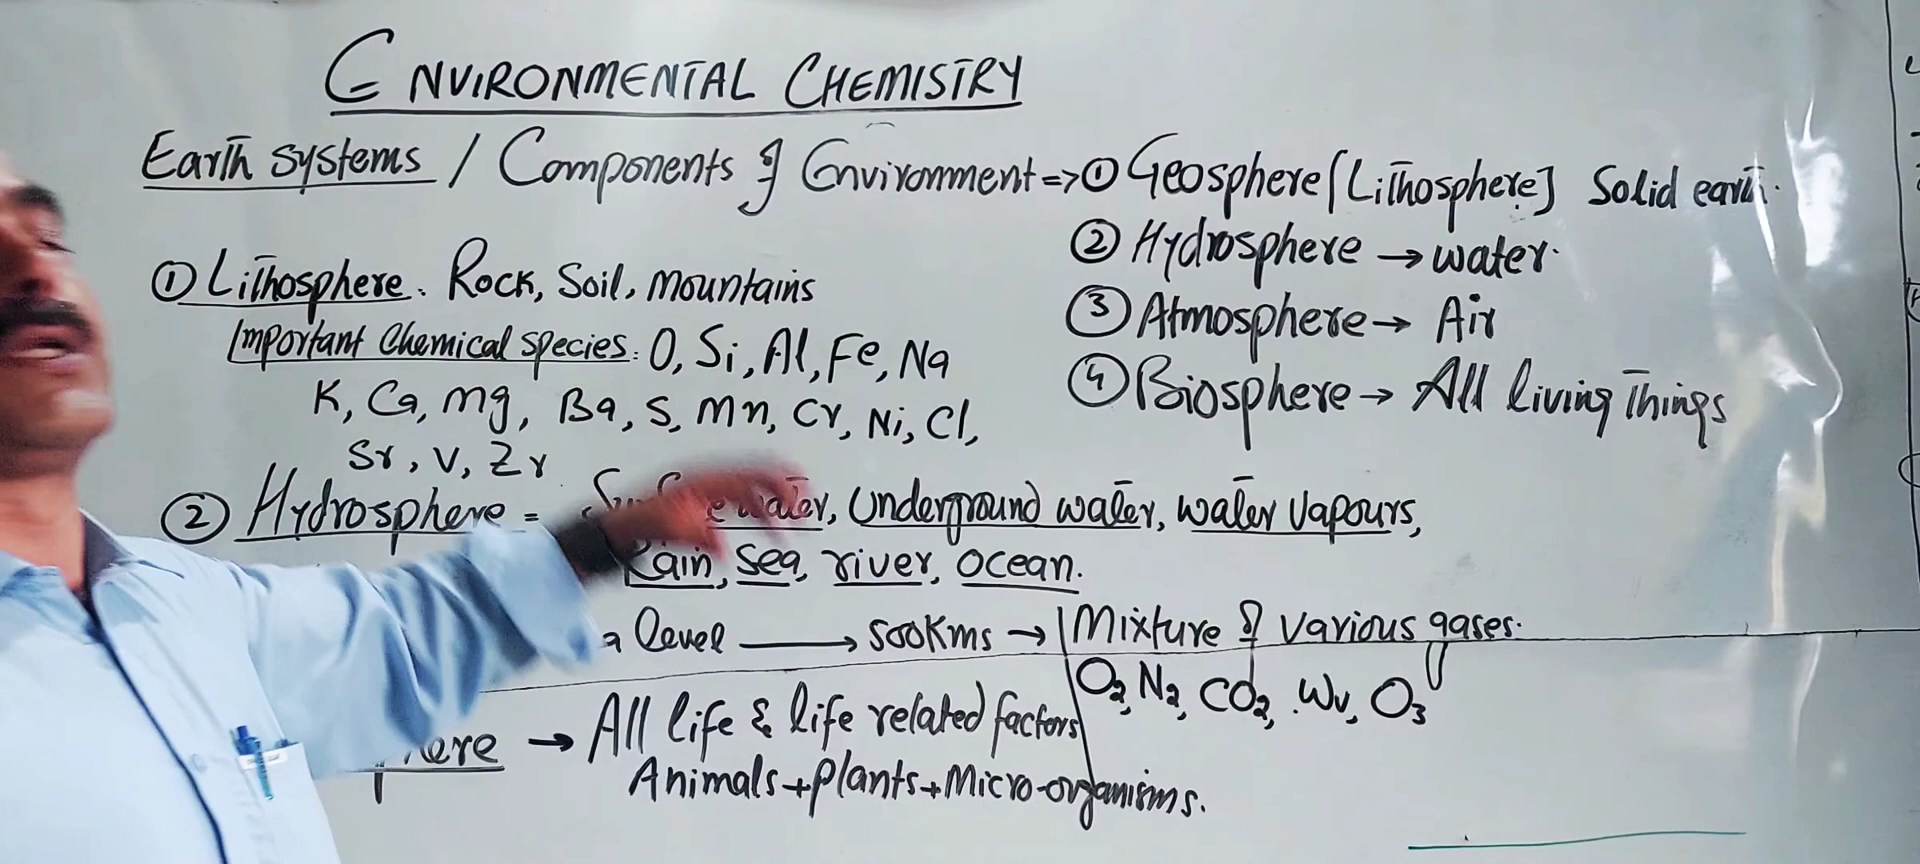 ENVIRONMENTAL CHEMISTRY
Earth systems / Components of Environment => ① Geosphere [Lithosphere] Solid earth.
② Hydrosphere → water.
③ Atmosphere → Air
④ Biosphere → All living things
① Lithosphere. Rock, Soil, Mountains
Important Chemical species: O, Si, Al, Fe, Na
K, Ca, Mg, Ba, S, Mn, Cr, Ni, Cl,
Sr, V, Zr
② Hydrosphere = water, Underground water, water vapours,
Rain, Sea, river, ocean.
level → 500Kms → Mixture of various gases.
O2, N2, CO2, Wv, O3
→ All life & life related factors
Animals + plants + Micro-organisms.